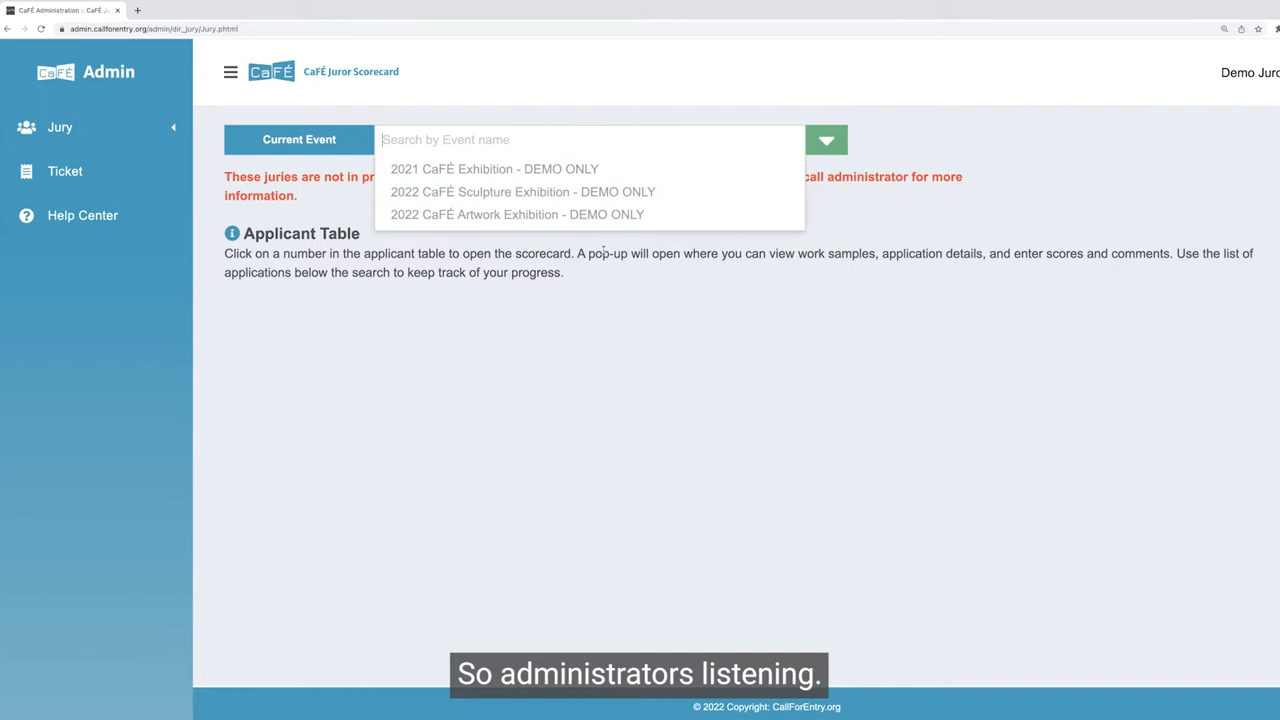 CaFÉ Administration :: CaFÉ J
admin.callforentry.org/admin/dir_jury/Jury.phtml
CaFÉ Admin
CaFÉ CaFÉ Juror Scorecard
Demo Juro
Jury
Ticket
Help Center
Current Event
Search by Event name
2021 CaFÉ Exhibition - DEMO ONLY
2022 CaFÉ Sculpture Exhibition - DEMO ONLY
2022 CaFÉ Artwork Exhibition - DEMO ONLY
These juries are not in pr call administrator for more
information.
Applicant Table
Click on a number in the applicant table to open the scorecard. A pop-up will open where you can view work samples, application details, and enter scores and comments. Use the list of
applications below the search to keep track of your progress.
So administrators listening.
© 2022 Copyright: CallForEntry.org